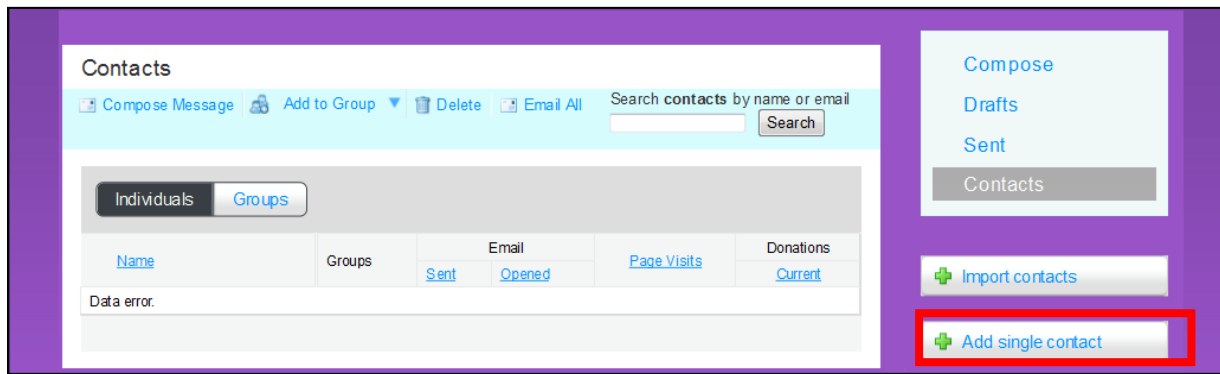 Contacts
Compose Message Add to Group Delete Email All Search contacts by name or email
Search
Individuals Groups
Name Groups Email Page Visits Donations
Sent Opened Current
Data error.
Compose
Drafts
Sent
Contacts
Import contacts
Add single contact